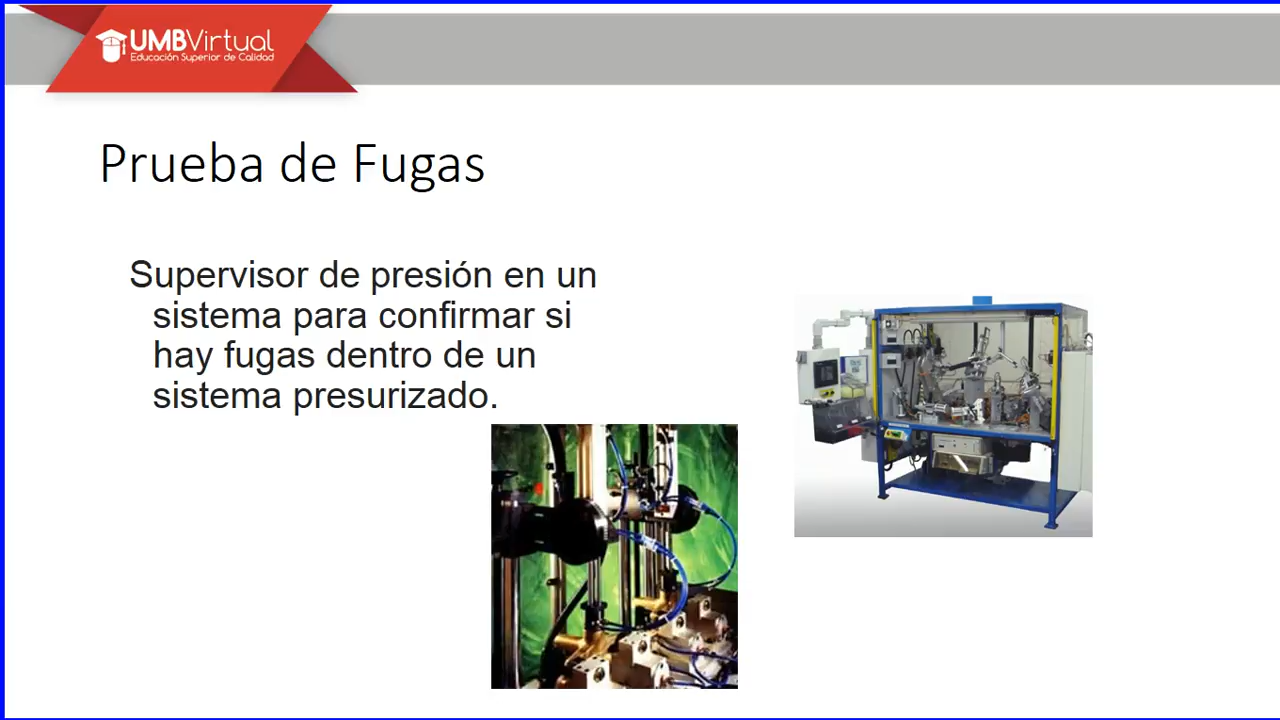 UMBVirtual
Educación Superior de Calidad
Prueba de Fugas
Supervisor de presión en un
sistema para confirmar si
hay fugas dentro de un
sistema presurizado.